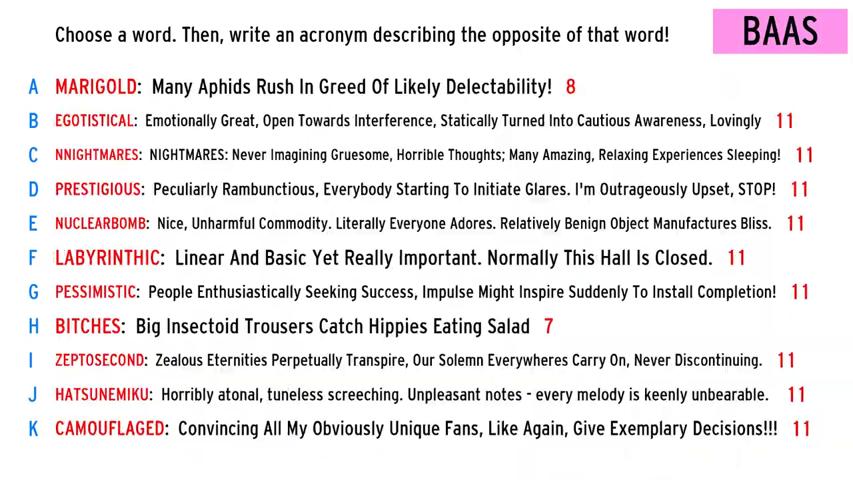 Choose a word. Then, write an acronym describing the opposite of that word!
BAAS
A MARIGOLD: Many Aphids Rush In Greed Of Likely Delectability! 8
B EGOTISTICAL: Emotionally Great, Open Towards Interference, Statically Turned Into Cautious Awareness, Lovingly 11
C NNIGHTMARES: NIGHTMARES: Never Imagining Gruesome, Horrible Thoughts; Many Amazing, Relaxing Experiences Sleeping! 11
D PRESTIGIOUS: Peculiarly Rambunctious, Everybody Starting To Initiate Glares. I'm Outrageously Upset, STOP! 11
E NUCLEARBOMB: Nice, Unharmful Commodity. Literally Everyone Adores. Relatively Benign Object Manufactures Bliss. 11
F LABYRINTHIC: Linear And Basic Yet Really Important. Normally This Hall Is Closed. 11
G PESSIMISTIC: People Enthusiastically Seeking Success, Impulse Might Inspire Suddenly To Install Completion! 11
H BITCHES: Big Insectoid Trousers Catch Hippies Eating Salad 7
I ZEPTOSECOND: Zealous Eternities Perpetually Transpire, Our Solemn Everywheres Carry On, Never Discontinuing. 11
J HATSUNEMIKU: Horribly atonal, tuneless screeching. Unpleasant notes - every melody is keenly unbearable. 11
K CAMOUFLAGED: Convincing All My Obviously Unique Fans, Like Again, Give Exemplary Decisions!!! 11